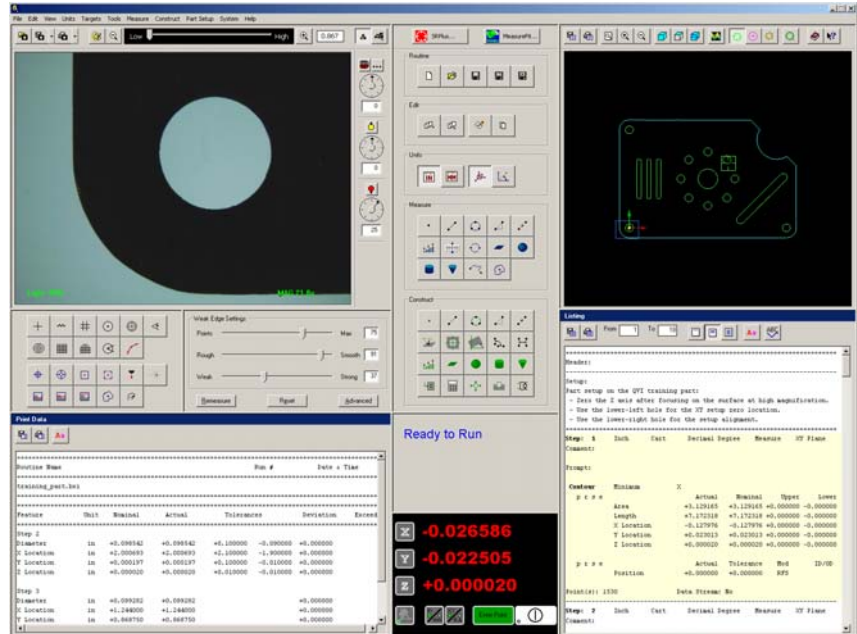 File Edit View Units Targets Tools Measure Construct Part Setup System Help
Low High 0.867
0
0
25
Weak Edge Settings
Points Max 75
Rough Smooth 91
Weak Strong 37
Remeasure Reset Advanced
Print Data
Routine Name Run # Date : Time
training_part.bsi
Feature Unit Nominal Actual Tolerances Deviation Exceed
Step 2
Diameter in +0.098542 +0.098542 +0.100000 -0.090000 +0.000000
X Location in +2.000693 +2.000693 +2.100000 -1.900000 +0.000000
Y Location in +0.000197 +0.000197 +0.010000 -0.010000 +0.000000
Z Location in +0.000020 +0.000020 +0.010000 -0.010000 +0.000000
Step 3
Diameter in +0.099282 +0.099282 +0.000000
X Location in +1.244000 +1.244000 +0.000000
Y Location in +0.868750 +0.868750 +0.000000
SRPlus... MeasureFit...
Routine
Edit
Undo
Measure
Construct
Ready to Run
X -0.026586
Y -0.022505
Z +0.000020
Listing
From 1 To
Header:
Setup:
Part setup on the QVI training part:
- Zero the Z axis after focusing on the surface at high magnification.
- Use the lower-left hole for the XY setup zero location.
- Use the lower-right hole for the setup alignment.
Step: 1 Inch Cart Decimal Degree Measure XY Plane
Comment:
Prompt:
Contour Minimum X
p r s e Actual Nominal Upper Lower
Area +3.129165 +3.129165 +0.000000 -0.000000
Length +7.172318 +7.172318 +0.000000 -0.000000
X Location -0.127976 -0.127976 +0.000000 -0.000000
Y Location +0.023013 +0.023013 +0.000000 -0.000000
Z Location +0.000020 +0.000020 +0.000000 -0.000000
p r s e Actual Tolerance Mod ID/OD
Position +0.000000 +0.000000 RFS
Point(s): 1530 Data Stream: No
Step: 2 Inch Cart Decimal Degree Measure XY Plane
Comment: